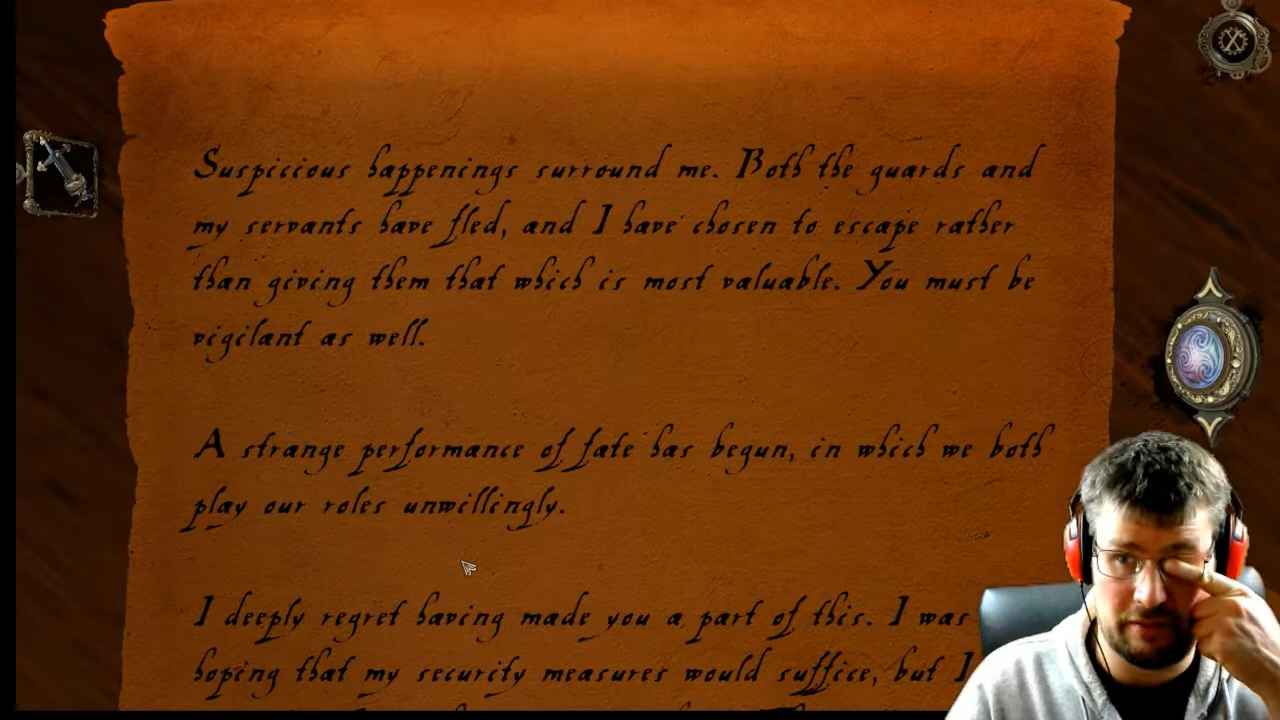 Suspicious happenings surround me. Both the guards and
my servants have fled, and I have chosen to escape rather
than giving them that which is most valuable. You must be
vigilant as well.
A strange performance of fate has begun, in which we both
play our roles unwillingly.
I deeply regret having made you a part of this. I was
hoping that my security measures would suffice, but I